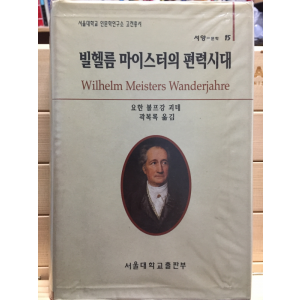 서울대학교 인문학연구소 고전총서
서양-문학 15
빌헬름 마이스터의 편력시대
Wilhelm Meisters Wanderjahre
요한 볼프강 괴테
곽복록 옮김
서울대학교출판부